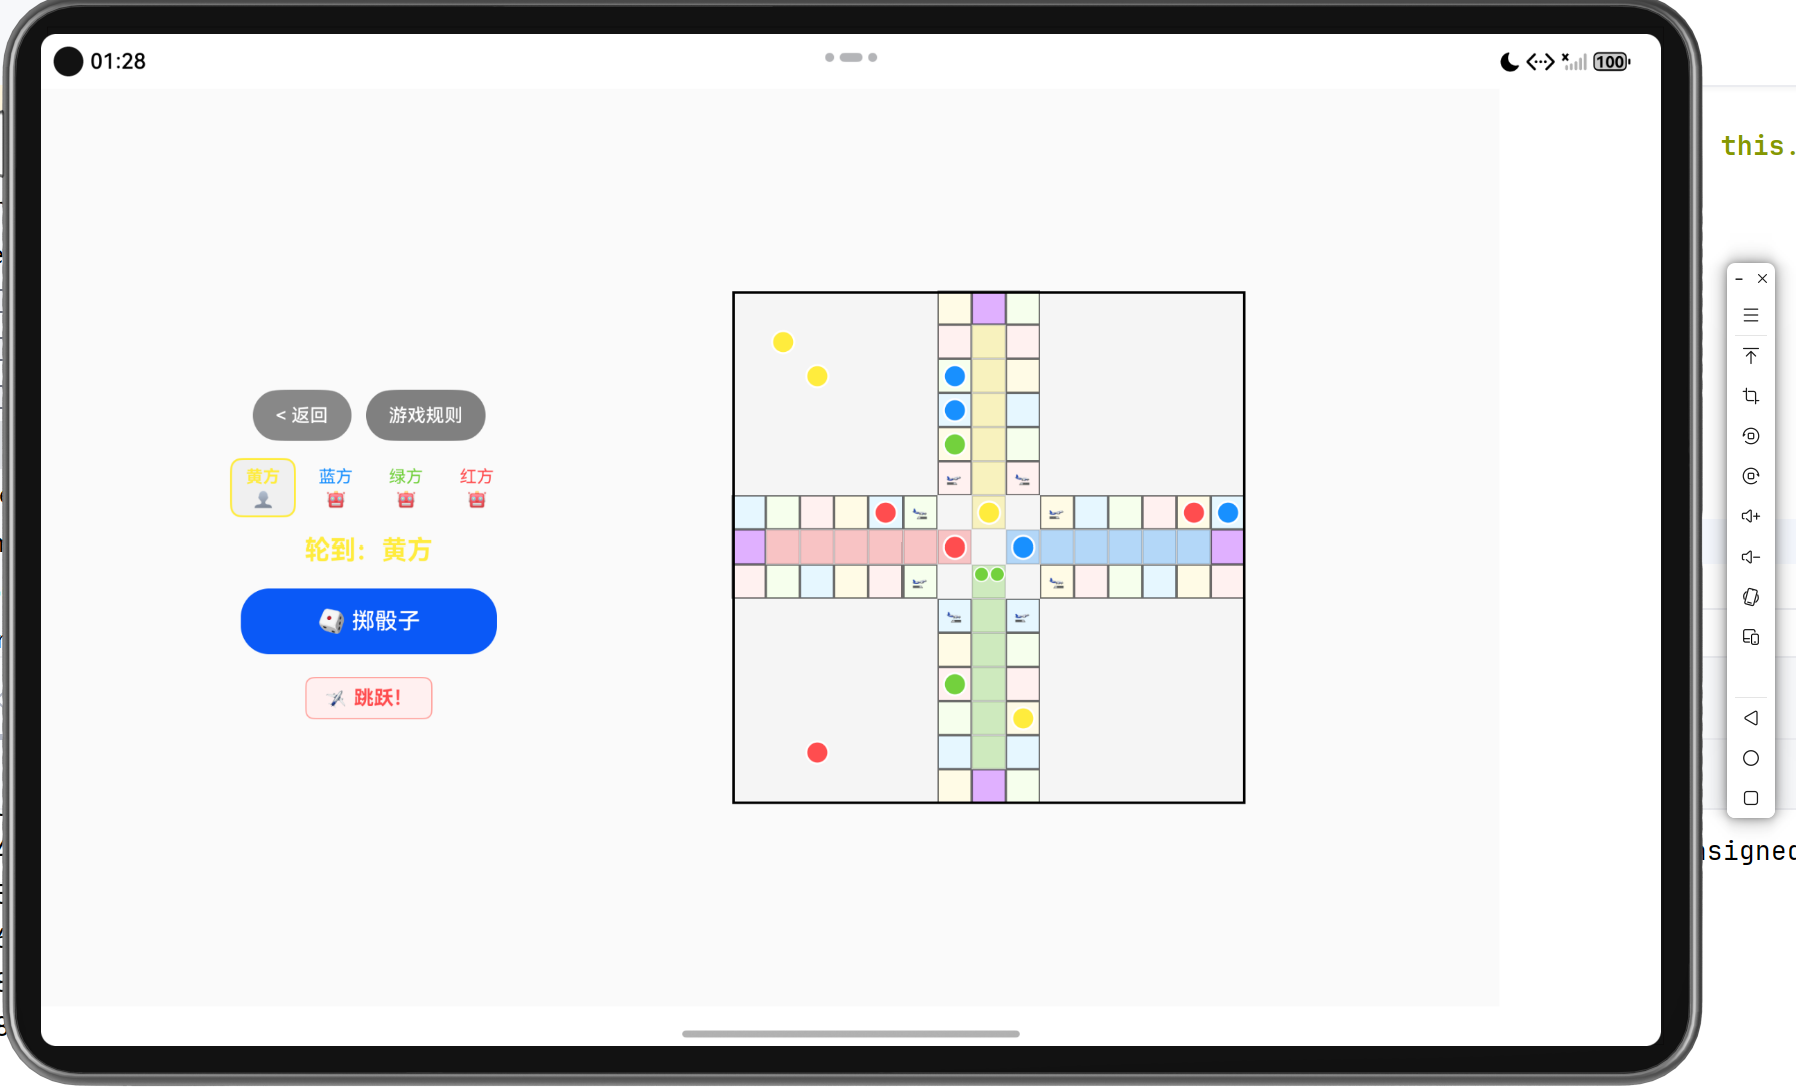 01:28
100
this.
< 返回
游戏规则
黄方
蓝方
绿方
红方
轮到：黄方
掷骰子
跳跃！
signed